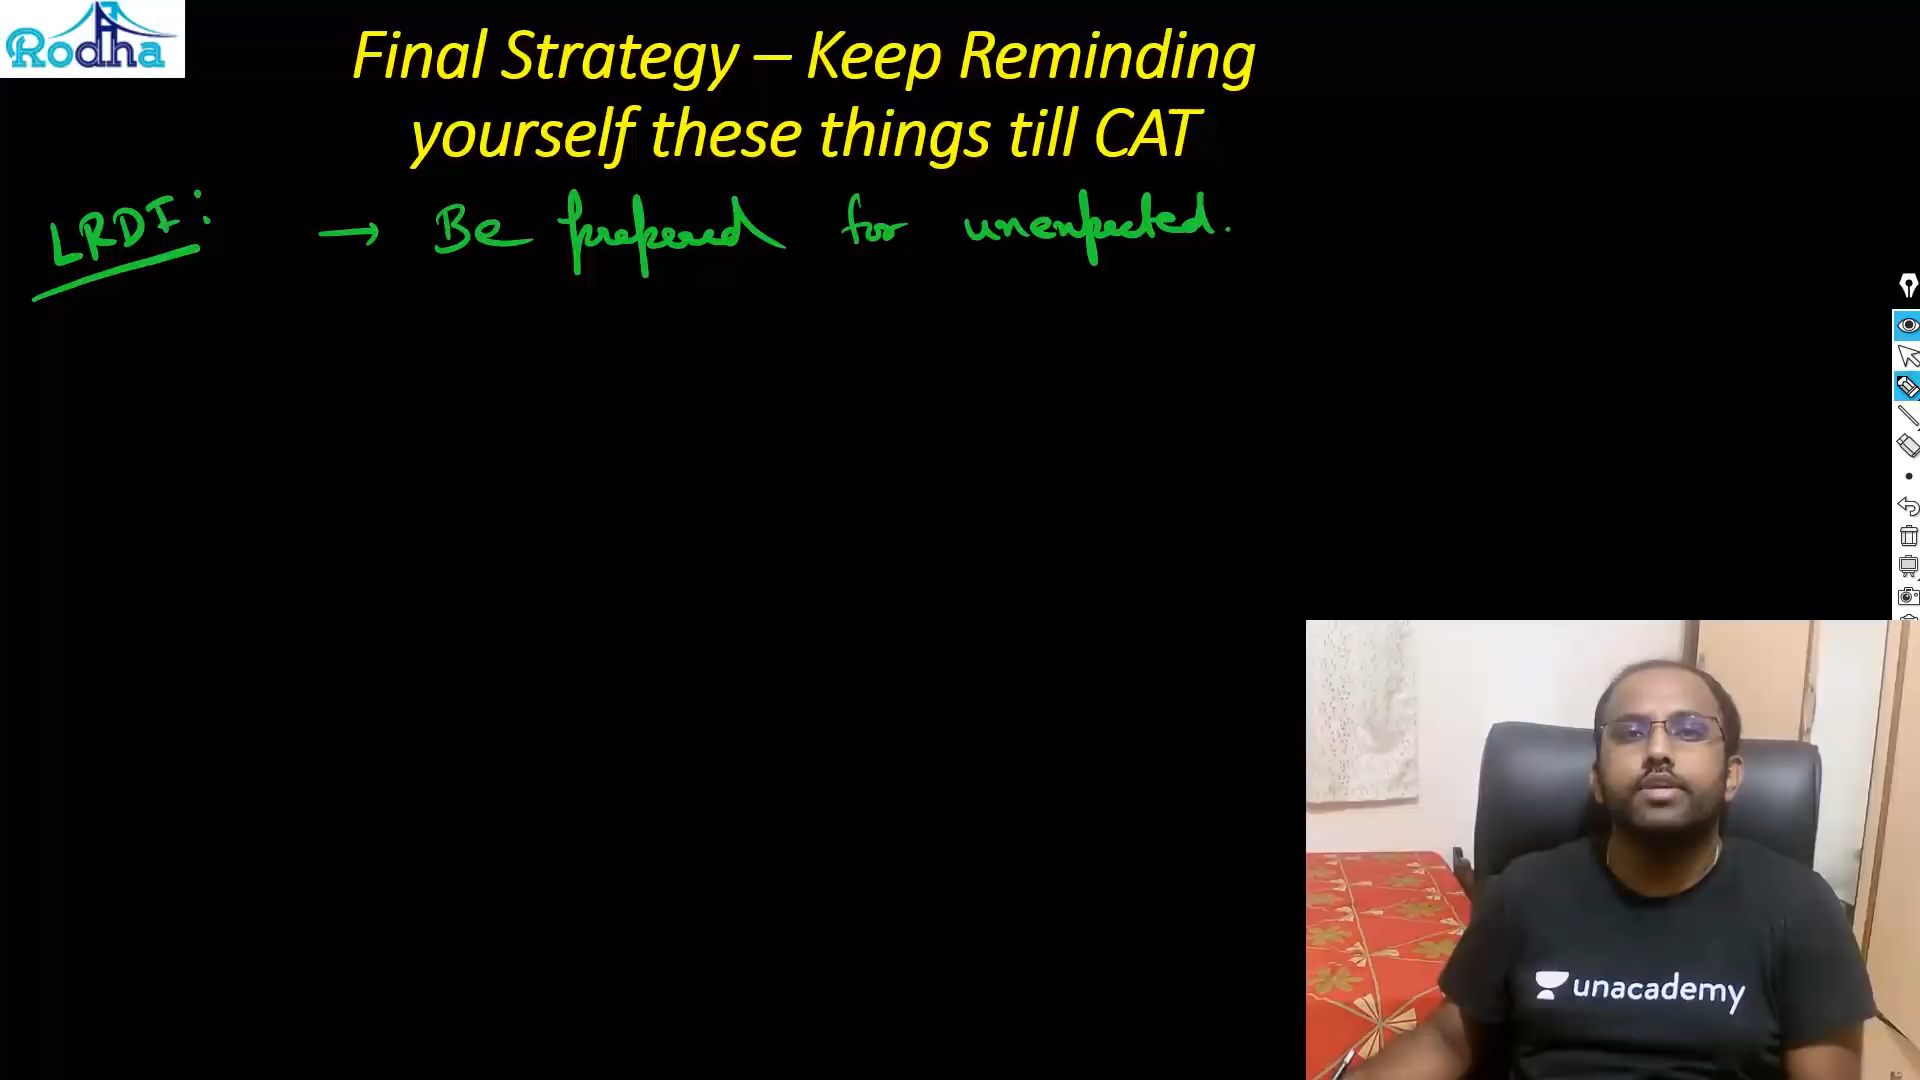 Rodha
Final Strategy – Keep Reminding
yourself these things till CAT
LRDI: → Be prepared for unexpected.
unacademy